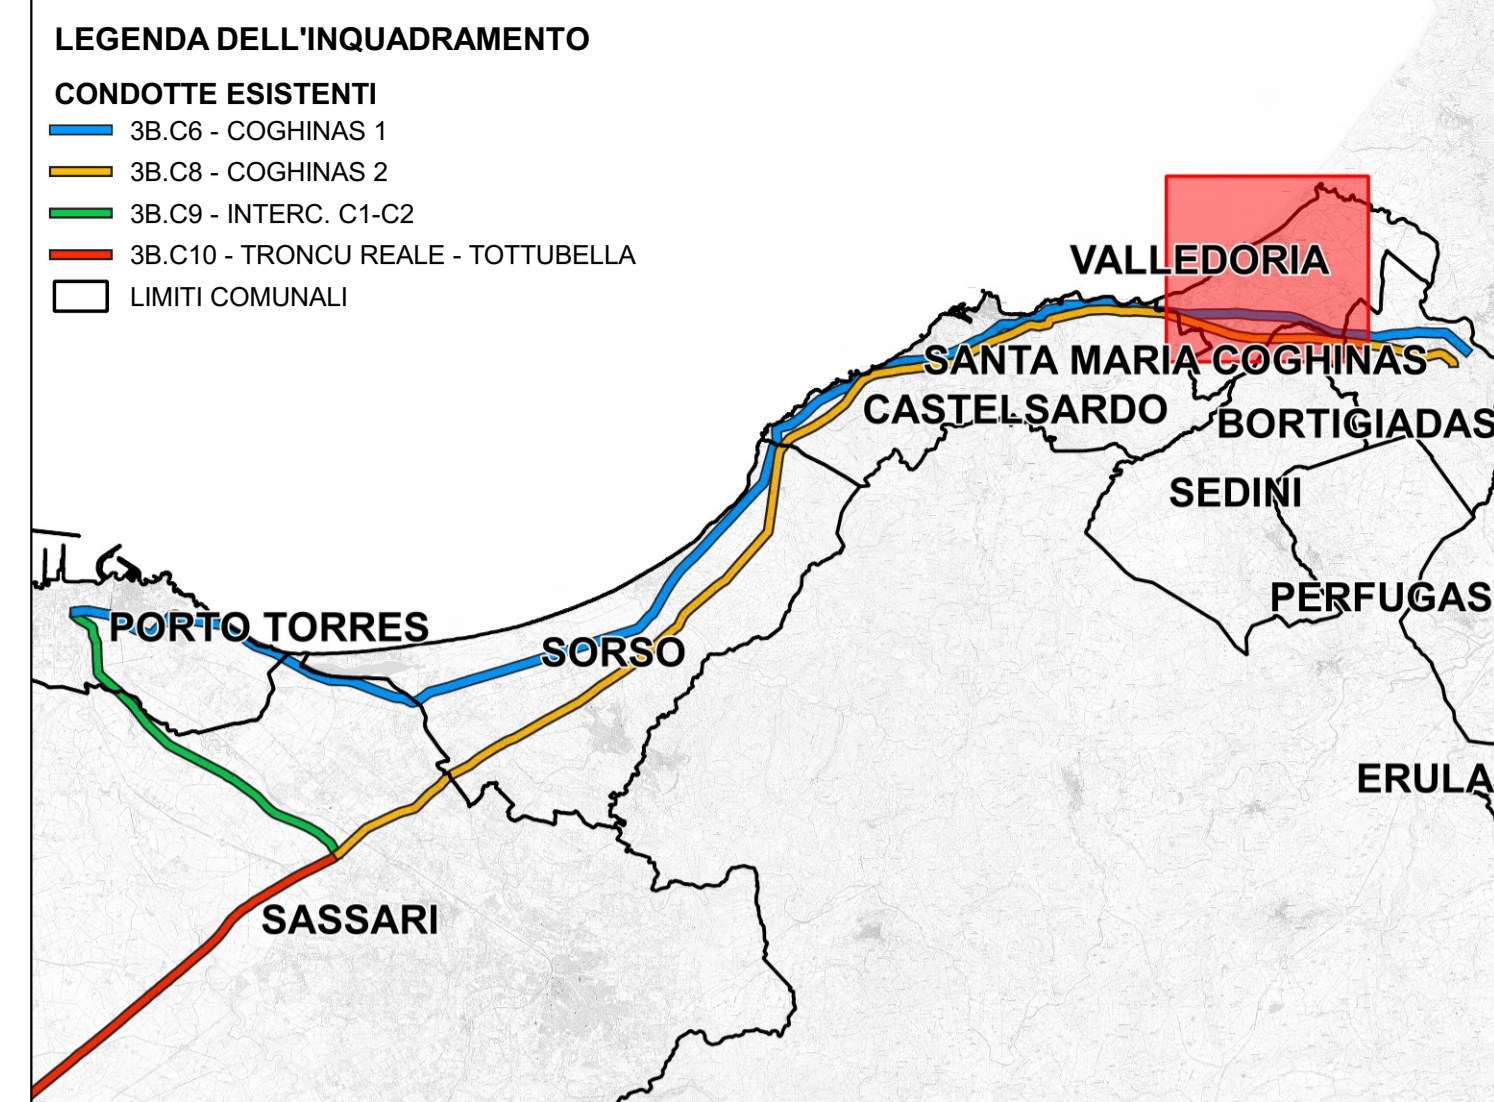 LEGENDA DELL'INQUADRAMENTO
CONDOTTE ESISTENTI
3B.C6 - COGHINAS 1
3B.C8 - COGHINAS 2
3B.C9 - INTERC. C1-C2
3B.C10 - TRONCU REALE - TOTTUBELLA
LIMITI COMUNALI
VALLEDORIA
SANTA MARIA COGHINAS
CASTELSARDO
BORTIGIADAS
SEDINI
PERFUGAS
PORTO TORRES
SORSO
ERULA
SASSARI